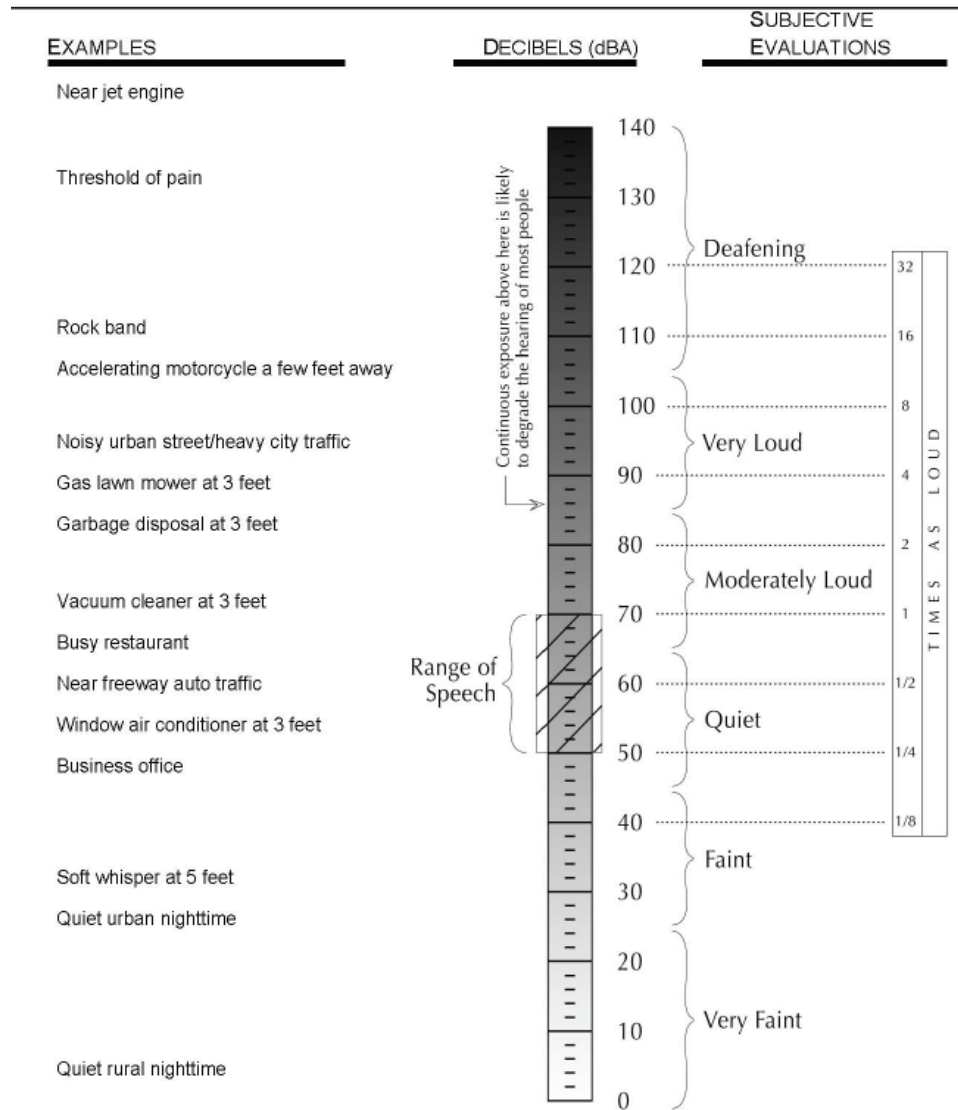 EXAMPLES
DECIBELS (dBA)
SUBJECTIVE
EVALUATIONS
Near jet engine
140
Threshold of pain
130
Continuous exposure above here is likely
to degrade the hearing of most people
Deafening
120
32
Rock band
110
16
Accelerating motorcycle a few feet away
100
8
Noisy urban street/heavy city traffic
Very Loud
Gas lawn mower at 3 feet
90
4
Garbage disposal at 3 feet
80
2
Moderately Loud
TIMES AS LOUD
Vacuum cleaner at 3 feet
70
1
Busy restaurant
Range of
Speech
Near freeway auto traffic
60
1/2
Window air conditioner at 3 feet
Quiet
50
1/4
Business office
40
1/8
Faint
Soft whisper at 5 feet
30
Quiet urban nighttime
20
Very Faint
10
Quiet rural nighttime
0